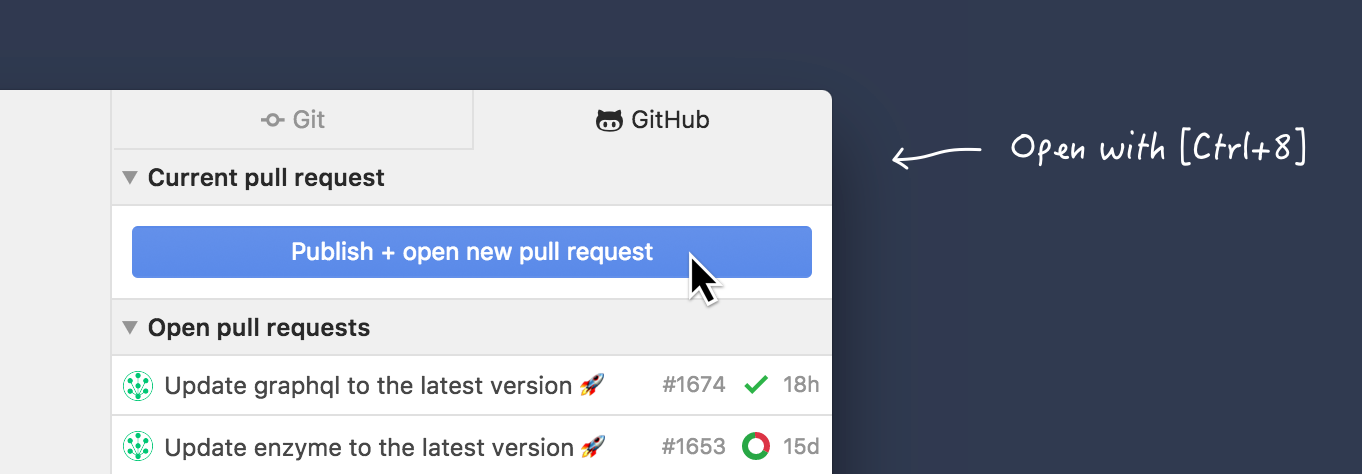 Git
GitHub
Open with [Ctrl+8]
Current pull request
Publish + open new pull request
Open pull requests
Update graphql to the latest version 🚀 #1674 18h
Update enzyme to the latest version 🚀 #1653 15d